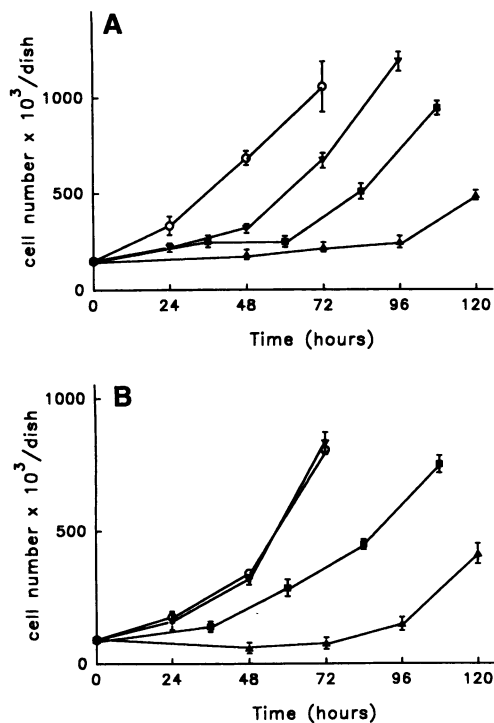 A
cell number x 10³/dish
1000
500
0
0 24 48 72 96 120
Time (hours)
B
cell number x 10³/dish
1000
500
0
0 24 48 72 96 120
Time (hours)